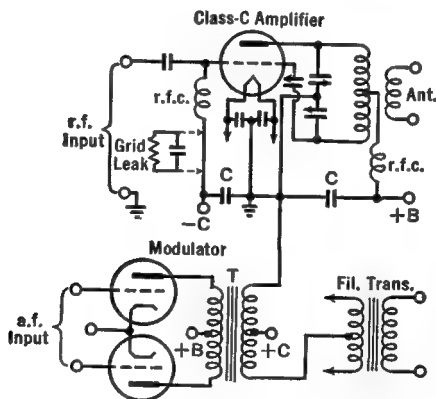 Class-C Amplifier
r.f.c.
r.f.
Input
Grid
Leak
Ant.
r.f.c.
C
C
-C
+B
Modulator
T
Fil. Trans.
a.f.
Input
+B
+C